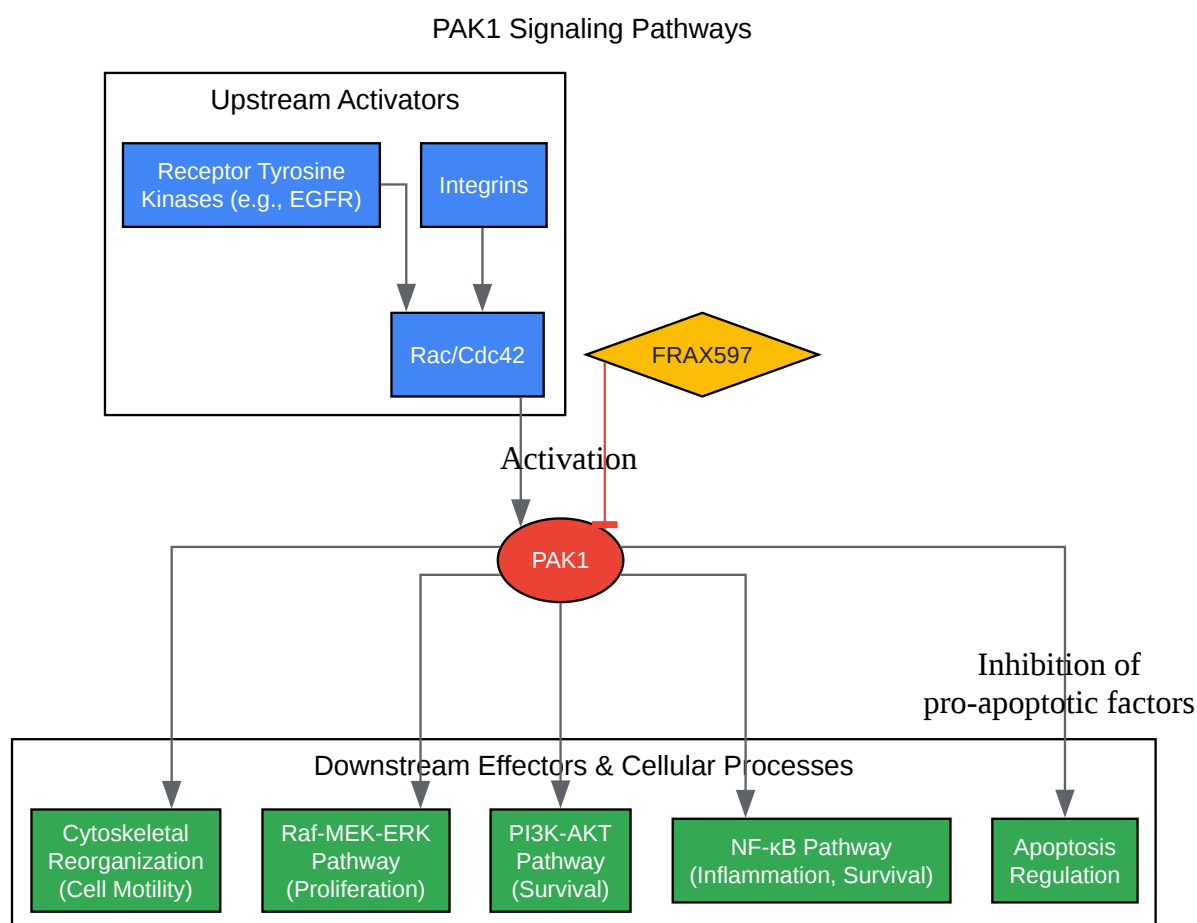 PAK1 Signaling Pathways
Upstream Activators
Receptor Tyrosine
Kinases (e.g., EGFR)
Integrins
Rac/Cdc42
FRAX597
Activation
PAK1
Inhibition of
pro-apoptotic factors
Downstream Effectors & Cellular Processes
Cytoskeletal
Reorganization
(Cell Motility)
Raf-MEK-ERK
Pathway
(Proliferation)
PI3K-AKT
Pathway
(Survival)
NF-κB Pathway
(Inflammation, Survival)
Apoptosis
Regulation